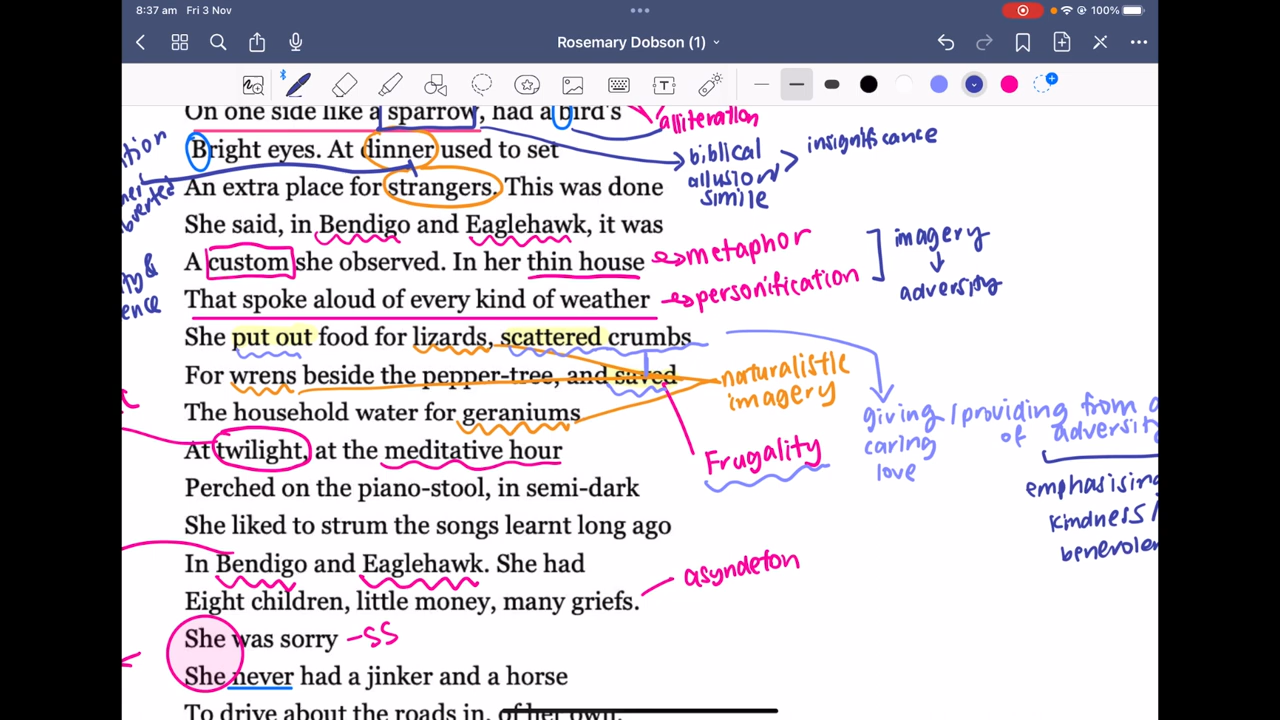 8:37 am Fri 3 Nov
100%
Rosemary Dobson (1)
On one side like a sparrow, had a bird's
alliteration
Bright eyes. At dinner used to set
biblical allusion/ simile
insignificance
An extra place for strangers. This was done
She said, in Bendigo and Eaglehawk, it was
A custom she observed. In her thin house
metaphor
imagery
adversity
That spoke aloud of every kind of weather
personification
She put out food for lizards, scattered crumbs
For wrens beside the pepper-tree, and saved
naturalistic imagery
The household water for geraniums
giving/providing from a
of adversity
caring
love
At twilight, at the meditative hour
Frugality
emphasising
kindness/
benevolen
Perched on the piano-stool, in semi-dark
She liked to strum the songs learnt long ago
In Bendigo and Eaglehawk. She had
asyndeton
Eight children, little money, many griefs.
She was sorry -SS
She never had a jinker and a horse
To drive about the roads in, of her own.